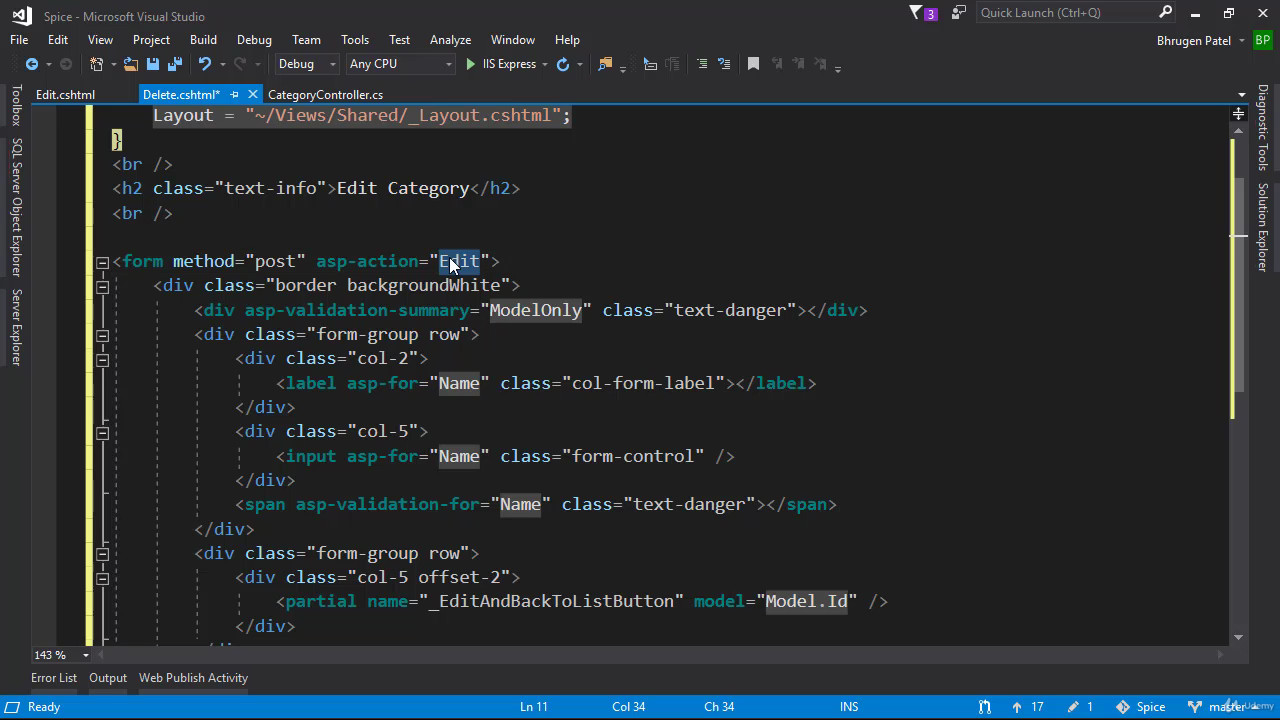 Spice - Microsoft Visual Studio
3
Quick Launch (Ctrl+Q)
File Edit View Project Build Debug Team Tools Test Analyze Window Help
Bhrugen Patel
BP
Debug
Any CPU
IIS Express
Edit.cshtml
Delete.cshtml*
CategoryController.cs
Toolbox
SQL Server Object Explorer
Server Explorer
Diagnostic Tools
Solution Explorer
Layout = "~/Views/Shared/_Layout.cshtml";
}
<br />
<h2 class="text-info">Edit Category</h2>
<br />
<form method="post" asp-action="Edit">
<div class="border backgroundWhite">
<div asp-validation-summary="ModelOnly" class="text-danger"></div>
<div class="form-group row">
<div class="col-2">
<label asp-for="Name" class="col-form-label"></label>
</div>
<div class="col-5">
<input asp-for="Name" class="form-control" />
</div>
<span asp-validation-for="Name" class="text-danger"></span>
</div>
<div class="form-group row">
<div class="col-5 offset-2">
<partial name="_EditAndBackToListButton" model="Model.Id" />
</div>
143 %
Error List Output Web Publish Activity
Ready
Ln 11
Col 34
Ch 34
INS
17
1
Spice
master
Udemy